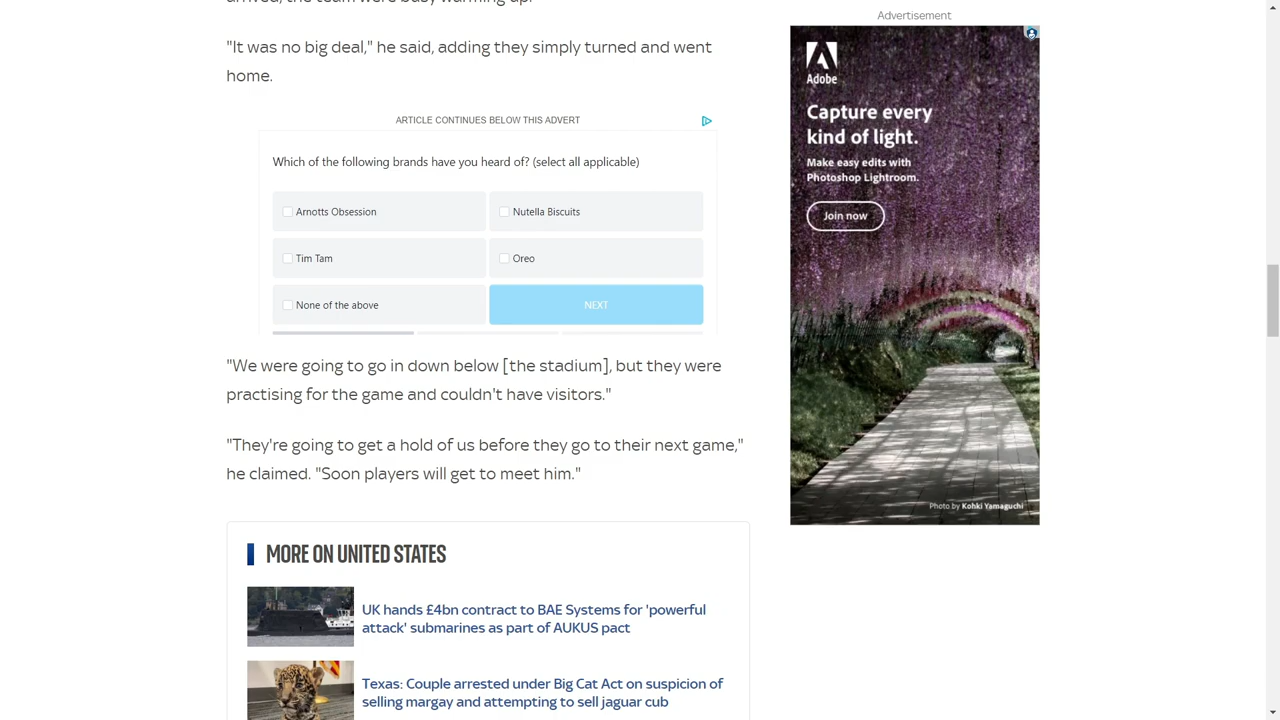 "It was no big deal," he said, adding they simply turned and went
home.
ARTICLE CONTINUES BELOW THIS ADVERT
Which of the following brands have you heard of? (select all applicable)
Arnotts Obsession
Nutella Biscuits
Tim Tam
Oreo
None of the above
NEXT
"We were going to go in down below [the stadium], but they were
practising for the game and couldn't have visitors."
"They're going to get a hold of us before they go to their next game,"
he claimed. "Soon players will get to meet him."
MORE ON UNITED STATES
UK hands £4bn contract to BAE Systems for 'powerful
attack' submarines as part of AUKUS pact
Texas: Couple arrested under Big Cat Act on suspicion of
selling margay and attempting to sell jaguar cub
Advertisement
Adobe
Capture every
kind of light.
Make easy edits with
Photoshop Lightroom.
Join now
Photo by Kohki Yamaguchi